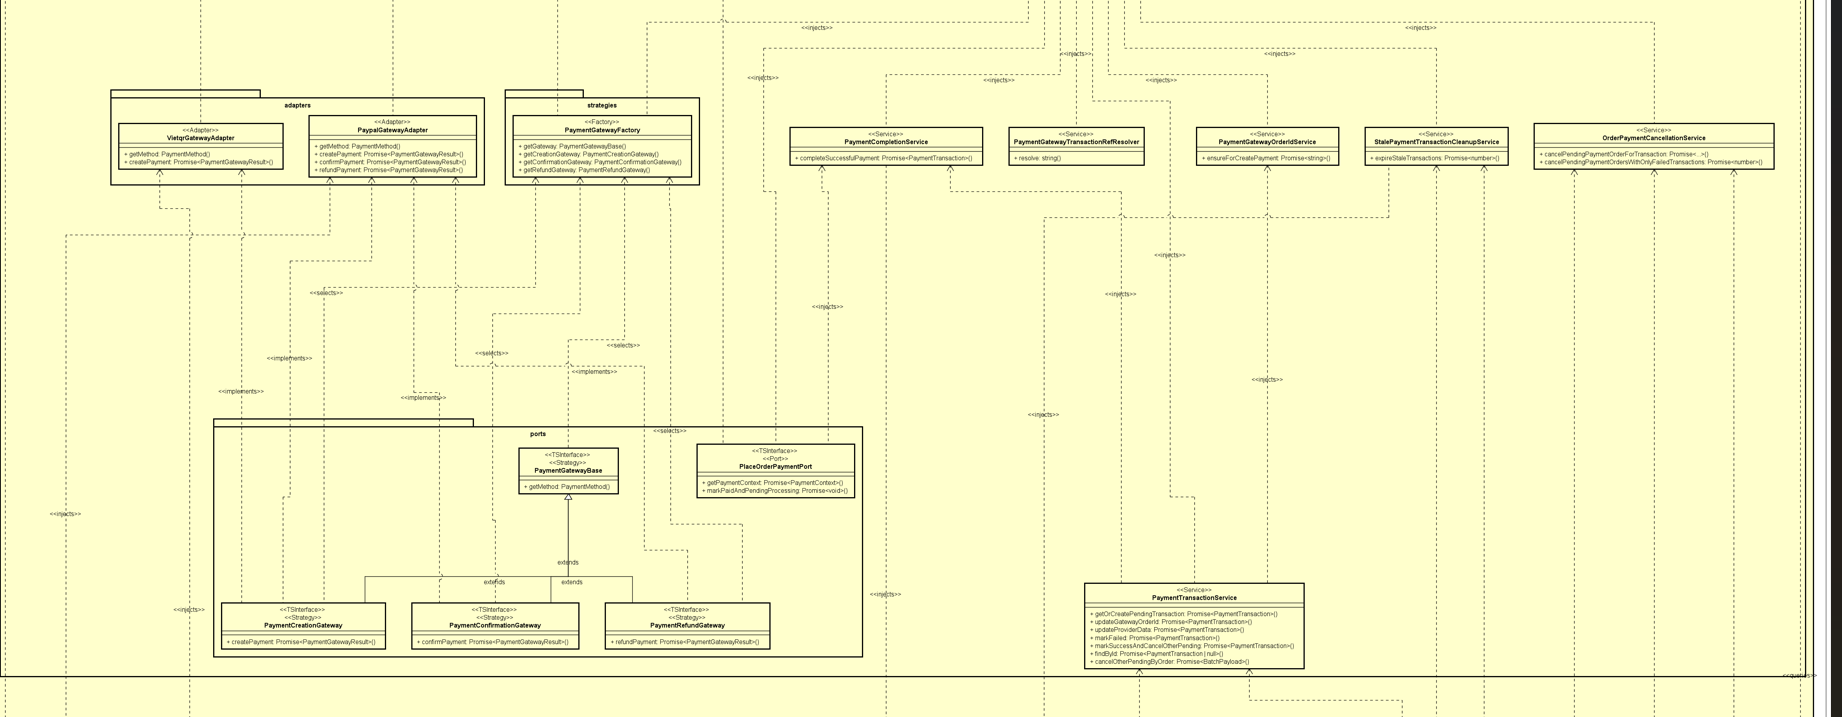 <<injects>>
<<injects>>
<<injects>>
<<injects>>
<<injects>>
<<injects>>
<<injects>>
adapters
<<Adapter>>
VietqrGatewayAdapter
+ getMethod: PaymentMethod()
+ createPayment: Promise<PaymentGatewayResult>()
<<Adapter>>
PaypalGatewayAdapter
+ getMethod: PaymentMethod()
+ createPayment: Promise<PaymentGatewayResult>()
+ confirmPayment: Promise<PaymentGatewayResult>()
+ refundPayment: Promise<PaymentGatewayResult>()
strategies
<<Factory>>
PaymentGatewayFactory
+ getGateway: PaymentGatewayBase()
+ getCreationGateway: PaymentCreationGateway()
+ getConfirmationGateway: PaymentConfirmationGateway()
+ getRefundGateway: PaymentRefundGateway()
<<Service>>
PaymentCompletionService
+ completeSuccessfulPayment: Promise<PaymentTransaction>()
<<Service>>
PaymentGatewayTransactionRefResolver
+ resolve: string()
<<Service>>
PaymentGatewayOrderIdService
+ ensureForCreatePayment: Promise<string>()
<<Service>>
StalePaymentTransactionCleanupService
+ expireStaleTransactions: Promise<number>()
<<Service>>
OrderPaymentCancellationService
+ cancelPendingPaymentOrderForTransaction: Promise<...>()
+ cancelPendingPaymentOrdersWithOnlyFailedTransactions: Promise<number>()
<<injects>>
<<selects>>
<<injects>>
<<injects>>
<<selects>>
<<selects>>
<<implements>>
<<implements>>
<<injects>>
<<implements>>
<<implements>>
<<injects>>
<<selects>>
ports
<<TSInterface>>
<<Strategy>>
PaymentGatewayBase
+ getMethod: PaymentMethod()
<<TSInterface>>
<<Port>>
PlaceOrderPaymentPort
+ getPaymentContext: Promise<PaymentContext>()
+ markPaidAndPendingProcessing: Promise<void>()
<<injects>>
extends
extends
extends
<<injects>>
<<injects>>
<<TSInterface>>
<<Strategy>>
PaymentCreationGateway
+ createPayment: Promise<PaymentGatewayResult>()
<<TSInterface>>
<<Strategy>>
PaymentConfirmationGateway
+ confirmPayment: Promise<PaymentGatewayResult>()
<<TSInterface>>
<<Strategy>>
PaymentRefundGateway
+ refundPayment: Promise<PaymentGatewayResult>()
<<Service>>
PaymentTransactionService
+ getOrCreatePendingTransaction: Promise<PaymentTransaction>()
+ updateGatewayOrderId: Promise<PaymentTransaction>()
+ updateProviderData: Promise<PaymentTransaction>()
+ markFailed: Promise<PaymentTransaction>()
+ markSuccessAndCancelOtherPending: Promise<PaymentTransaction>()
+ findById: Promise<PaymentTransaction | null>()
+ cancelOtherPendingByOrder: Promise<BatchPayload>()
<<queries>>